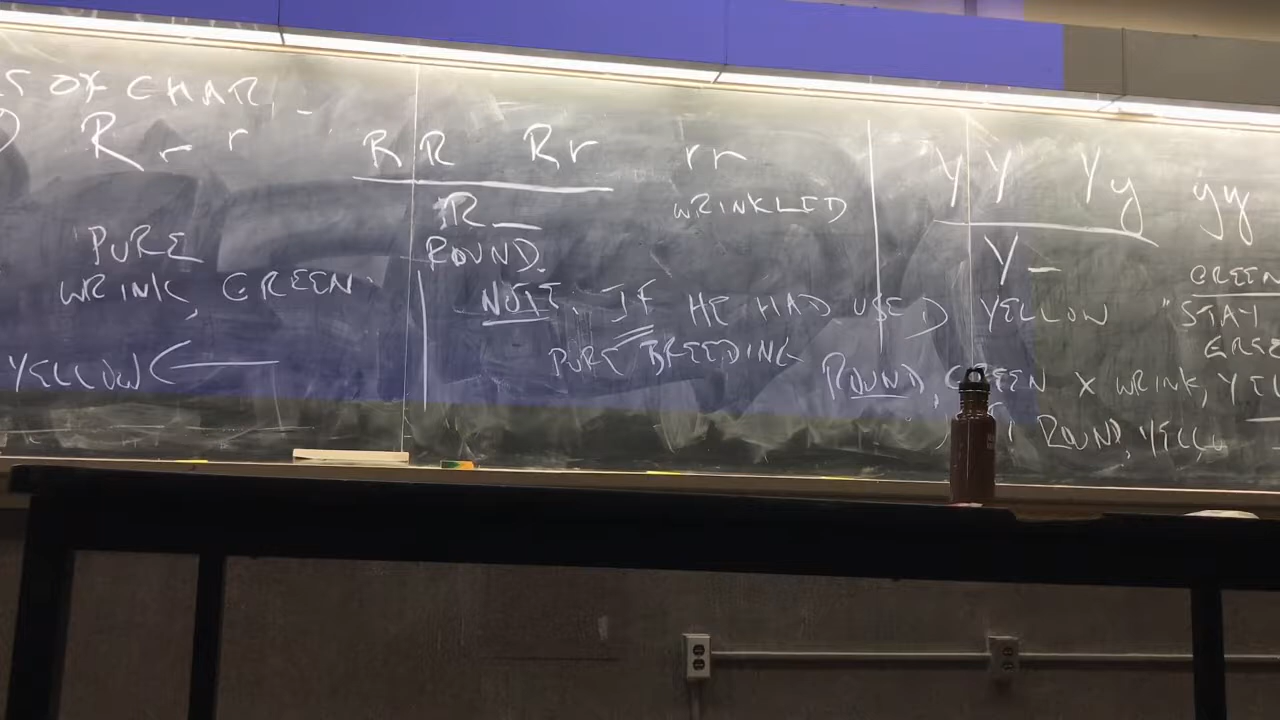 S OF CHAR.
R r r
PURE
WRINK, GREEN
YELLOW
RR Rr rr
R_
ROUND.
WRINKLED
YY Yy yy
Y_
GREEN
NOTE. IF HE HAD USED YELLOW "STAY
GREE
PURE BREEDING
ROUND, GREEN X WRINK, YEL
ROUND, YELL